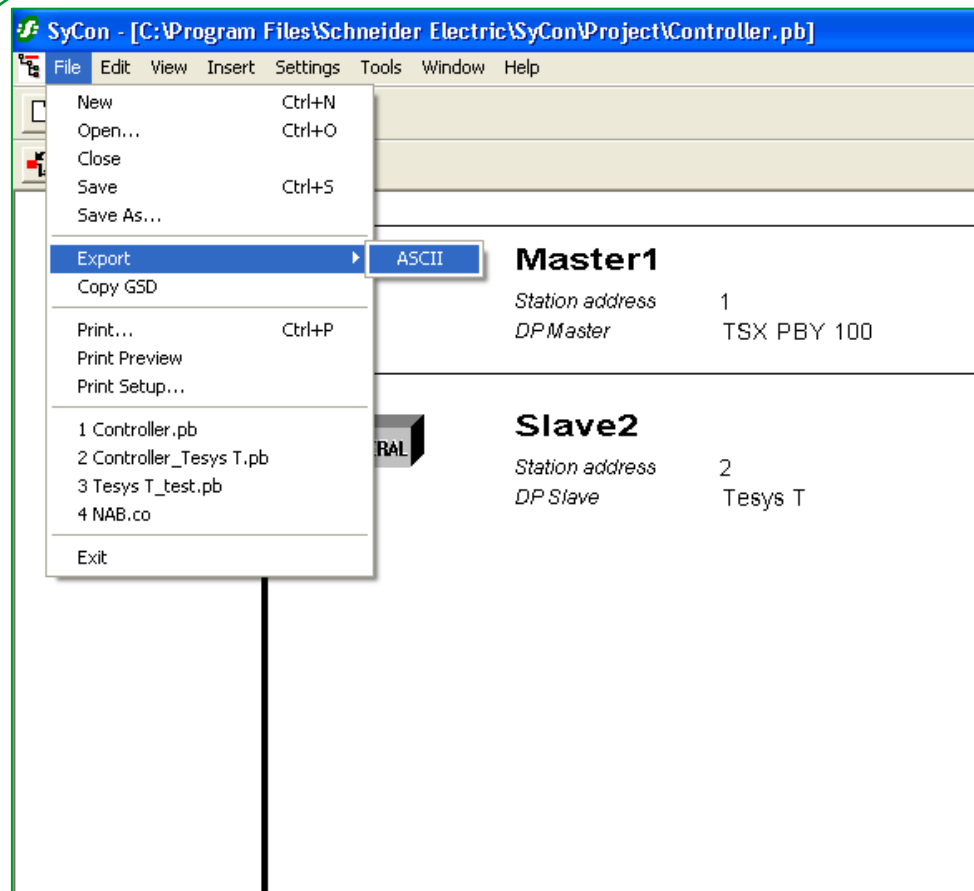 SyCon - [C:\Program Files\Schneider Electric\SyCon\Project\Controller.pb]
File Edit View Insert Settings Tools Window Help
New Ctrl+N
Open... Ctrl+O
Close
Save Ctrl+S
Save As...
Export ASCII
Copy GSD
Print... Ctrl+P
Print Preview
Print Setup...
1 Controller.pb
2 Controller_Tesys T.pb
3 Tesys T_test.pb
4 NAB.co
Exit
Master1
Station address 1
DP Master TSX PBY 100
RAL
Slave2
Station address 2
DP Slave Tesys T